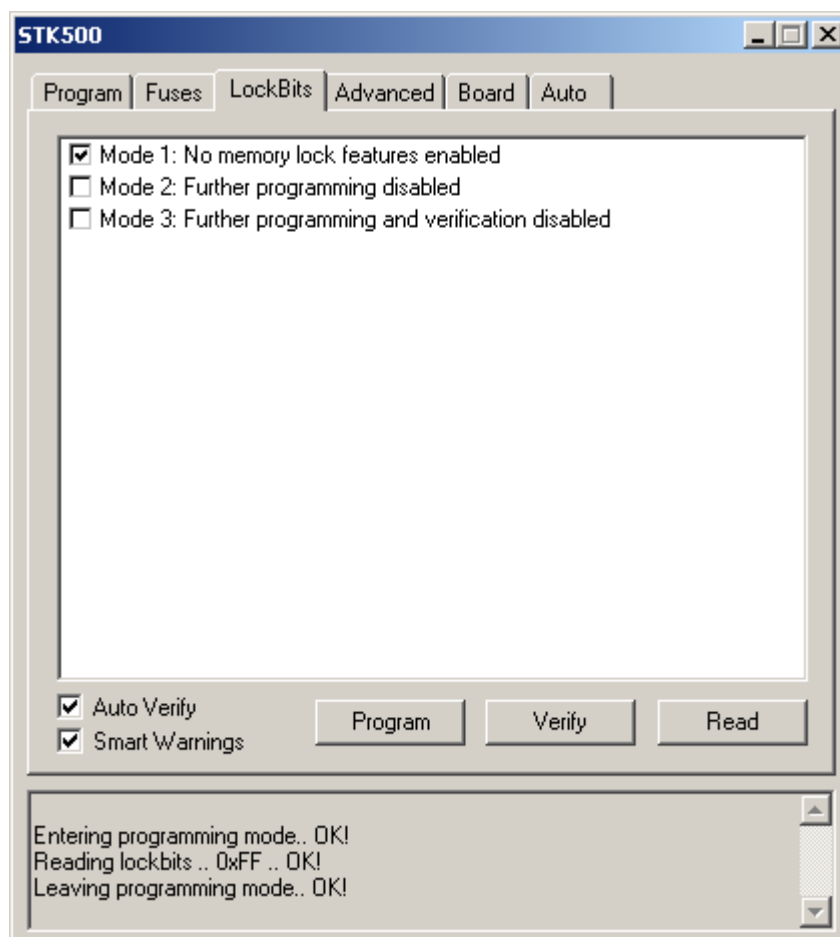 STK500
Program Fuses LockBits Advanced Board Auto
Mode 1: No memory lock features enabled
Mode 2: Further programming disabled
Mode 3: Further programming and verification disabled
Auto Verify
Smart Warnings
Program Verify Read
Entering programming mode.. OK!
Reading lockbits .. 0xFF .. OK!
Leaving programming mode.. OK!